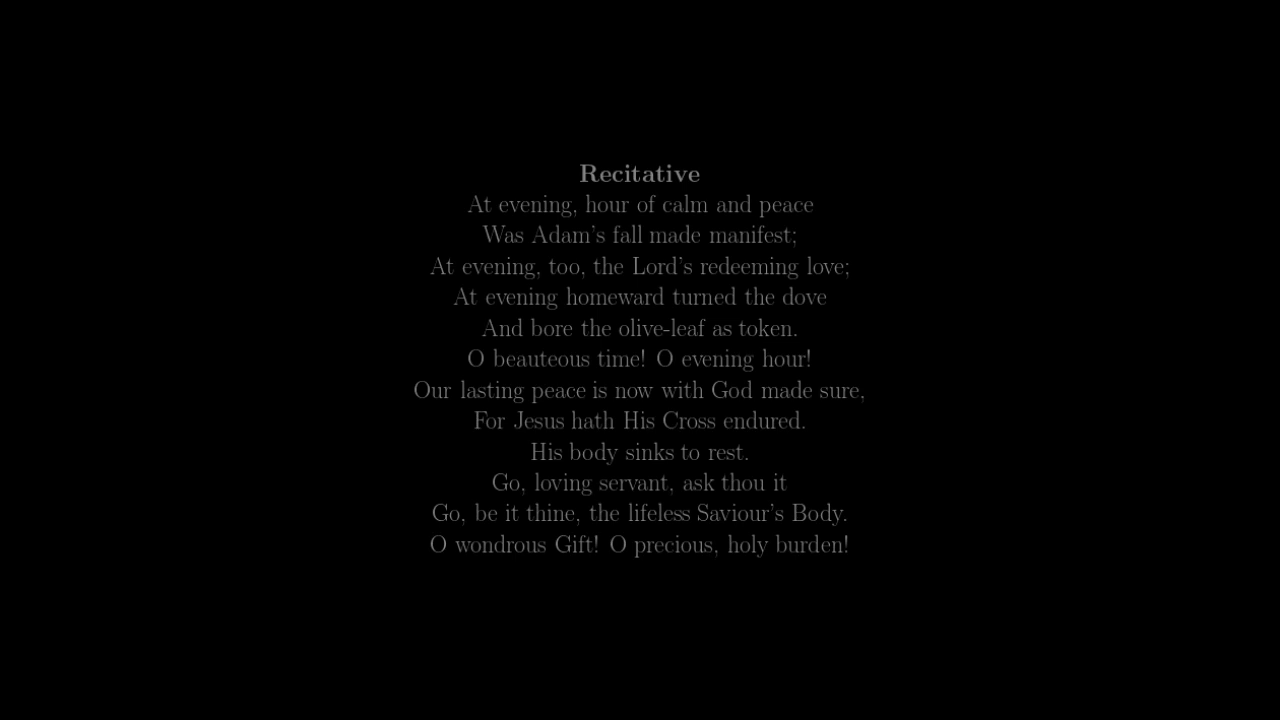 Recitative
At evening, hour of calm and peace
Was Adam's fall made manifest;
At evening, too, the Lord's redeeming love;
At evening homeward turned the dove
And bore the olive-leaf as token.
O beauteous time! O evening hour!
Our lasting peace is now with God made sure,
For Jesus hath His Cross endured.
His body sinks to rest.
Go, loving servant, ask thou it
Go, be it thine, the lifeless Saviour's Body.
O wondrous Gift! O precious, holy burden!